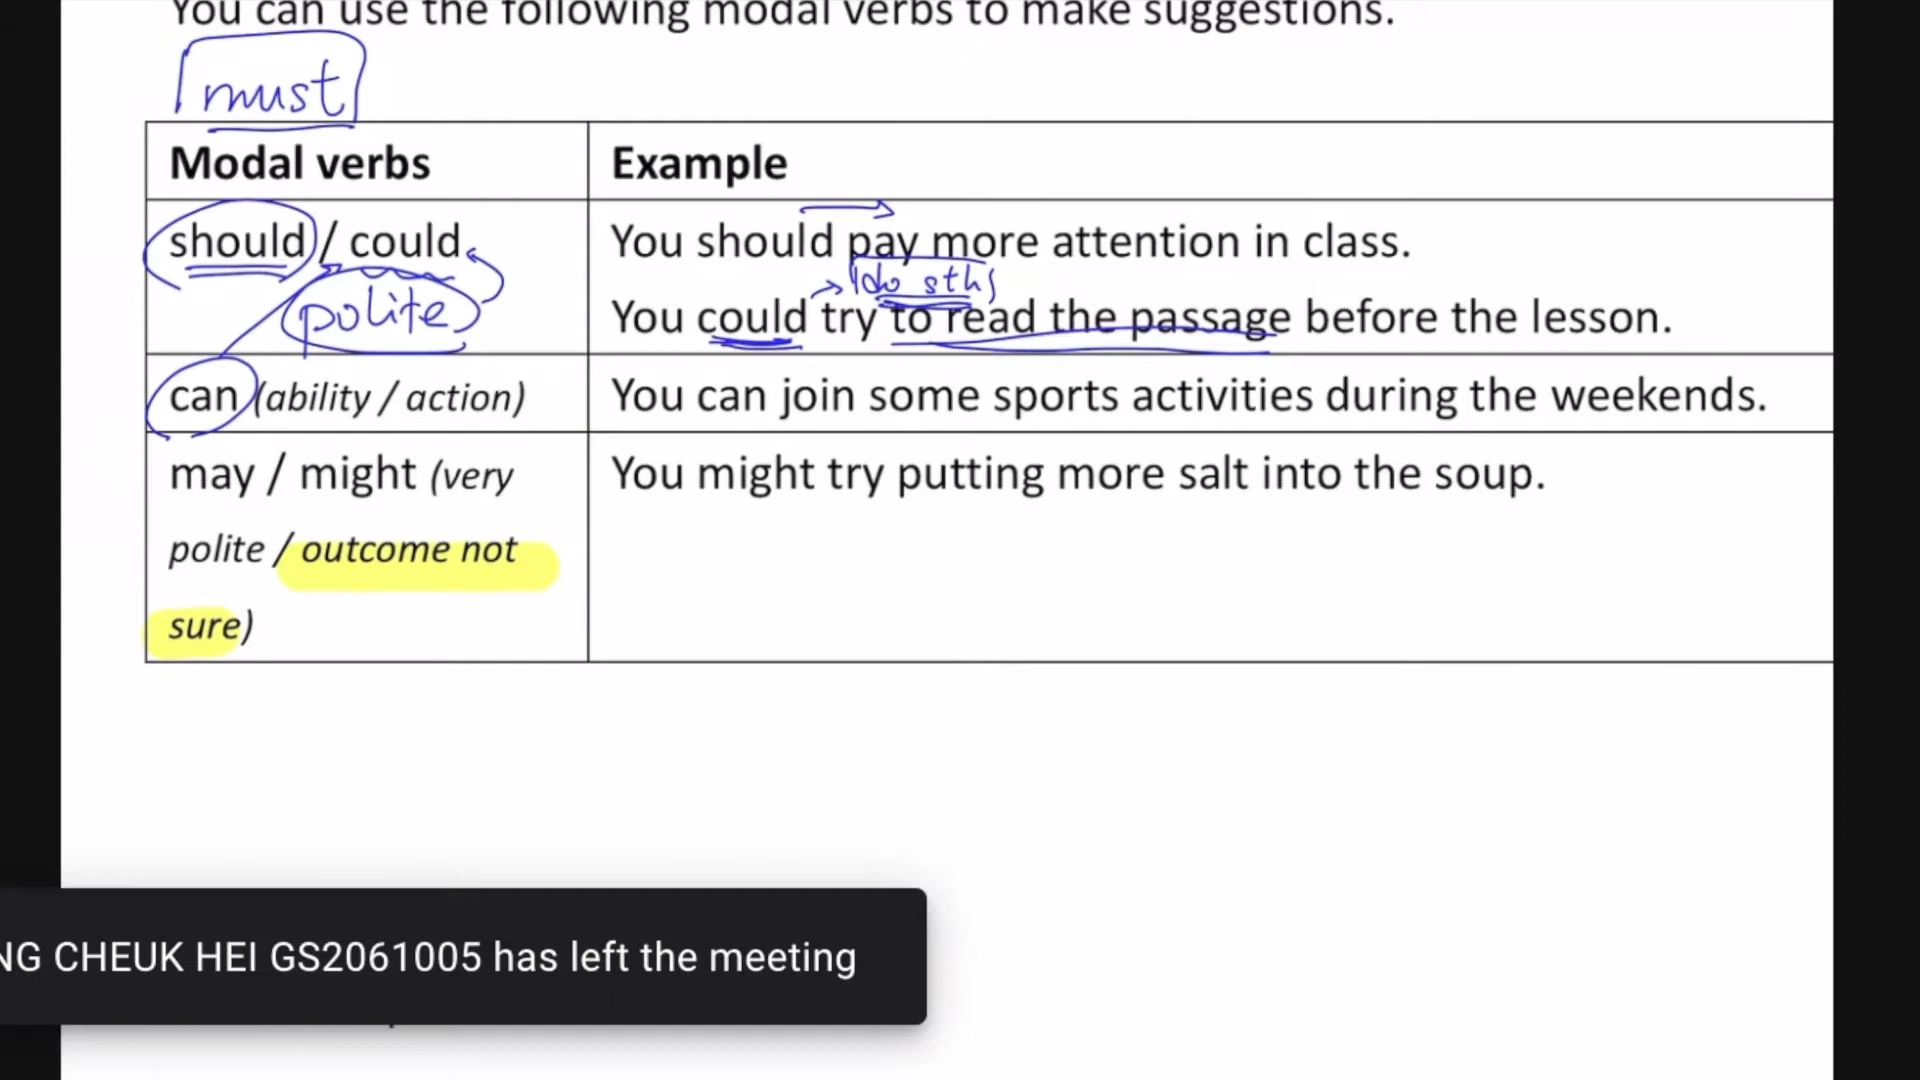 You can use the following modal verbs to make suggestions.
must
Modal verbs
Example
should / could
You should pay more attention in class.
do sth
polite
You could try to read the passage before the lesson.
can (ability / action)
You can join some sports activities during the weekends.
may / might (very
You might try putting more salt into the soup.
polite / outcome not
sure)
NG CHEUK HEI GS2061005 has left the meeting